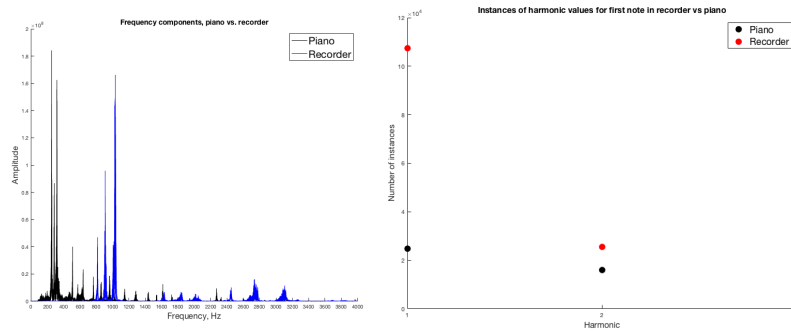 Frequency components, piano vs. recorder
2
1.8
1.6
1.4
1.2
1
0.8
0.6
0.4
0.2
0
Amplitude
Piano
Recorder
0 200 400 600 800 1000 1200 1400 1600 1800 2000 2200 2400 2600 2800 3000 3200 3400 3600 3800 4000
Frequency, Hz
Instances of harmonic values for first note in recorder vs piano
12
10
8
6
4
2
0
Number of instances
Piano
Recorder
1 2
Harmonic